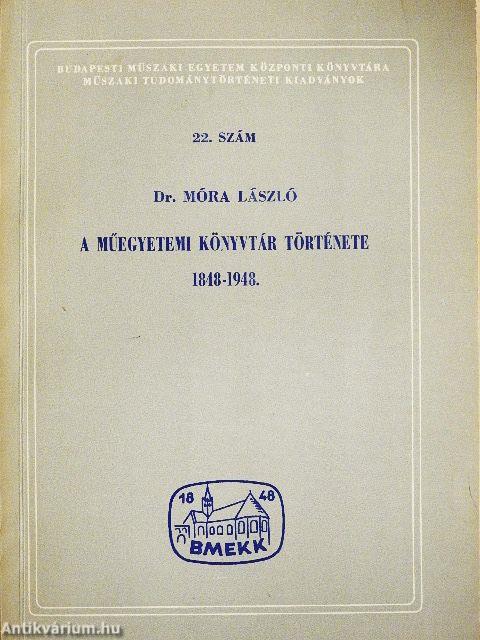 BUDAPESTI MŰSZAKI EGYETEM KÖZPONTI KÖNYVTÁRA
MŰSZAKI TUDOMÁNYTÖRTÉNETI KIADVÁNYOK
22. SZÁM
Dr. MÓRA LÁSZLÓ
A MŰEGYETEMI KÖNYVTÁR TÖRTÉNETE
1848-1948.
18 48
BMEKK
Antikvárium.hu